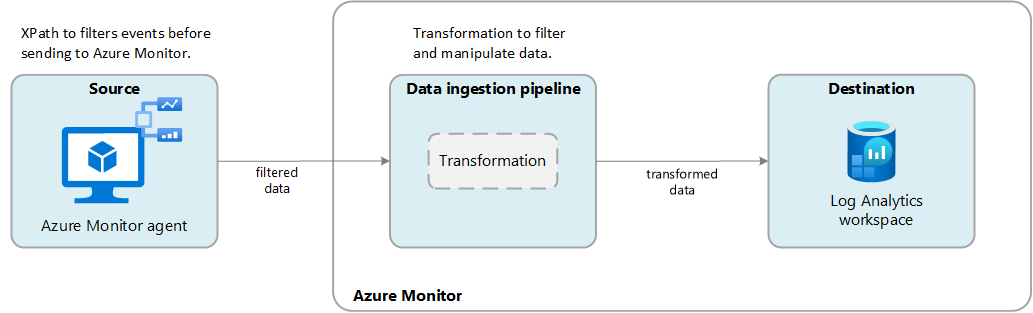 XPath to filters events before
sending to Azure Monitor.
Transformation to filter
and manipulate data.
Source
Data ingestion pipeline
Destination
Transformation
filtered
data
transformed
data
Azure Monitor agent
Log Analytics
workspace
Azure Monitor